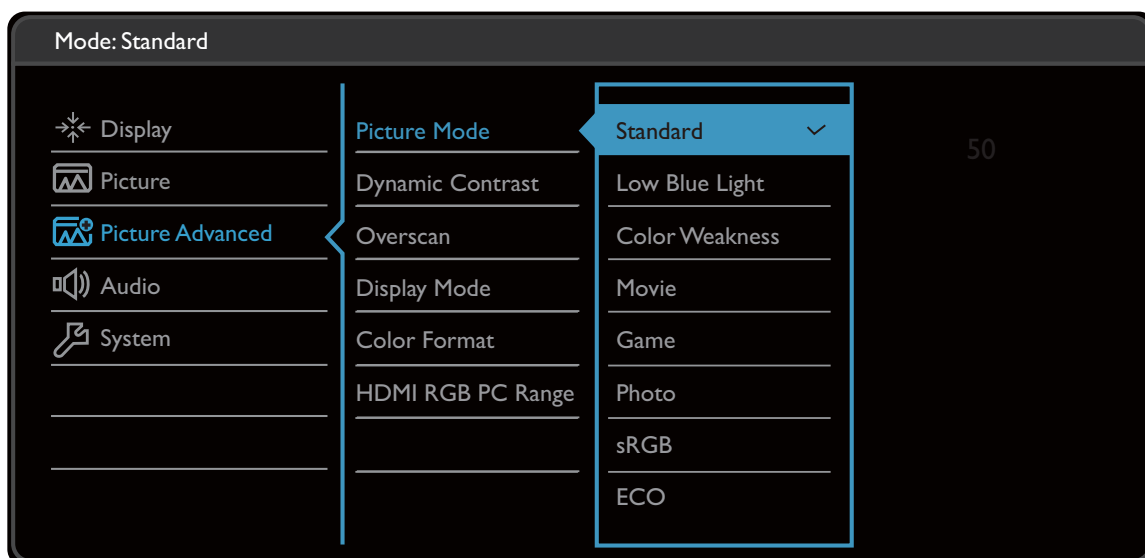 Mode: Standard
Display
Picture
Picture Advanced
Audio
System
Picture Mode
Dynamic Contrast
Overscan
Display Mode
Color Format
HDMI RGB PC Range
Standard
Low Blue Light
Color Weakness
Movie
Game
Photo
sRGB
ECO
50